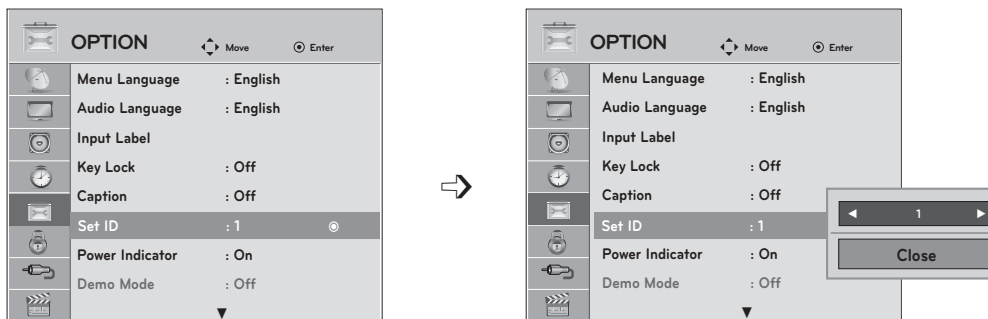 OPTION Move Enter
Menu Language : English
Audio Language : English
Input Label
Key Lock : Off
Caption : Off
Set ID : 1
Power Indicator : On
Demo Mode : Off
OPTION Move Enter
Menu Language : English
Audio Language : English
Input Label
Key Lock : Off
Caption : Off
Set ID : 1
Power Indicator : On
Demo Mode : Off
1
Close